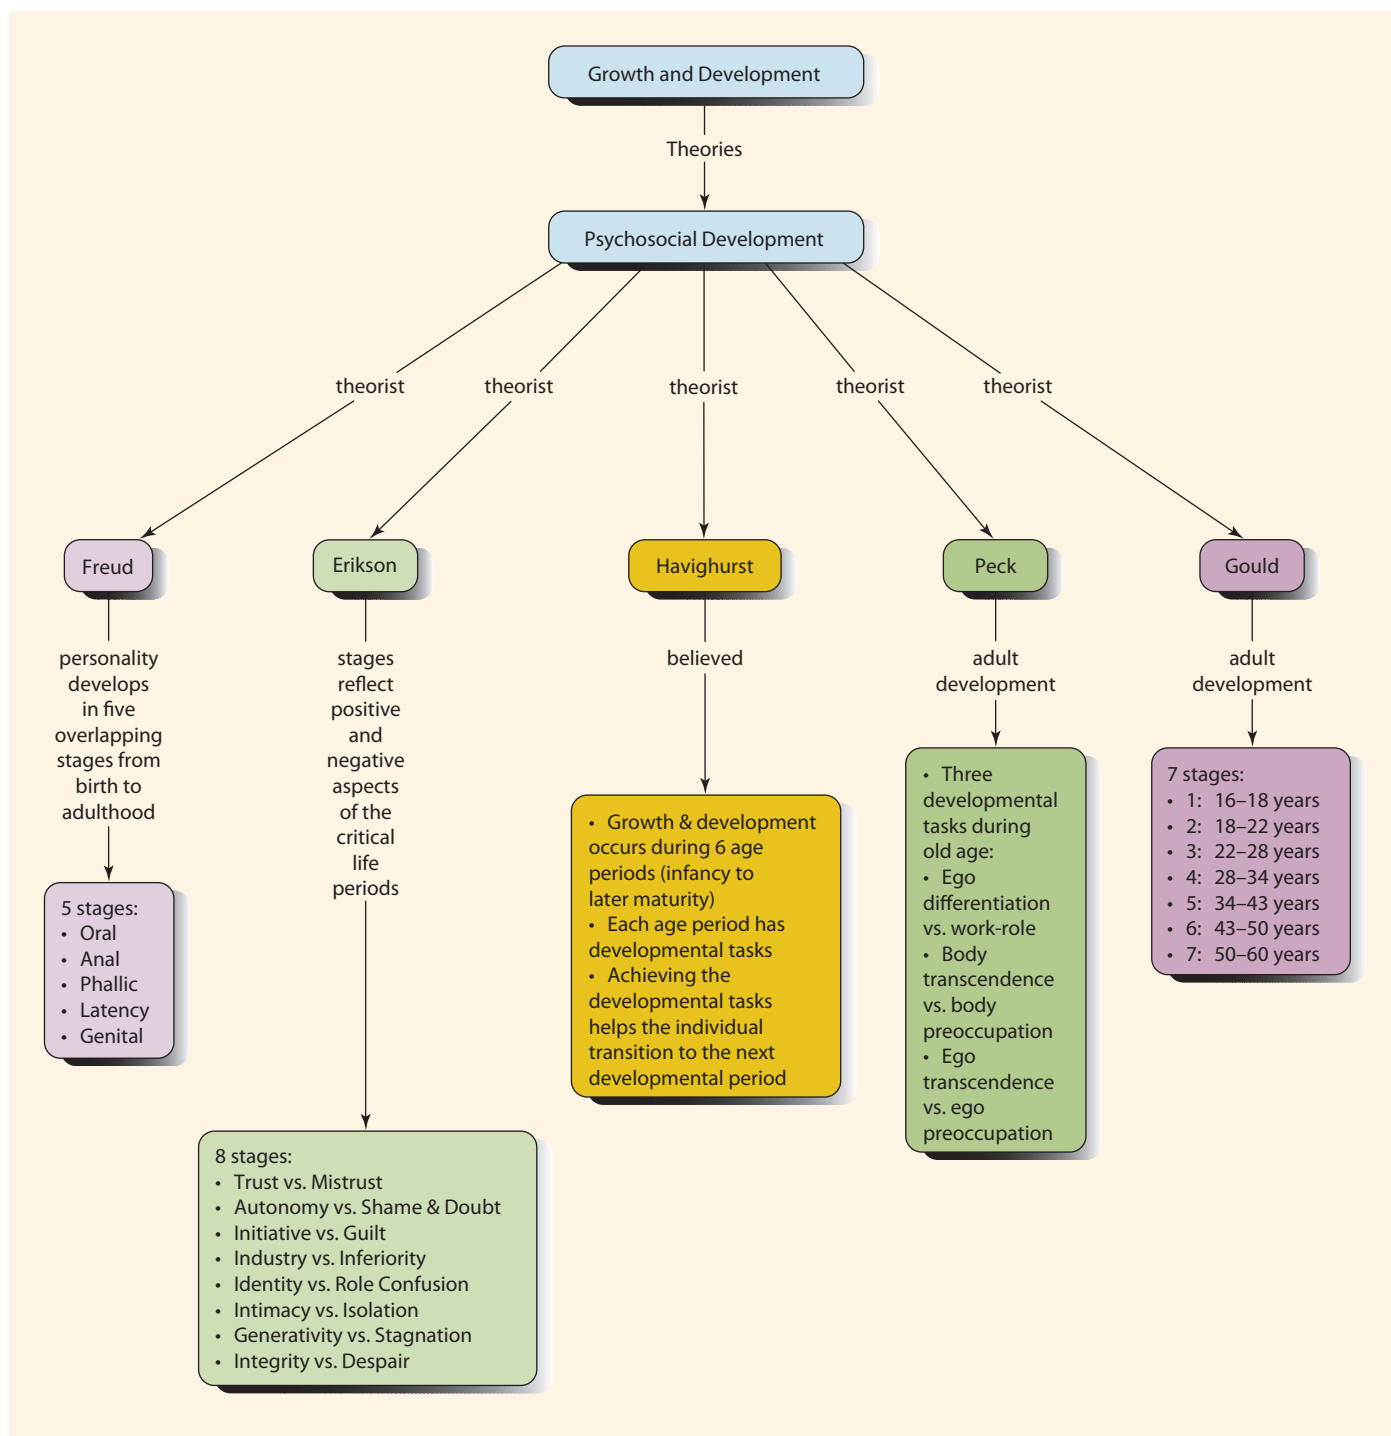 Growth and Development
Theories
Psychosocial Development
theorist
theorist
theorist
theorist
theorist
Freud
Erikson
Havighurst
Peck
Gould
personality
develops
in five
overlapping
stages from
birth to
adulthood
stages
reflect
positive
and
negative
aspects
of the
critical
life
periods
believed
adult
development
adult
development
5 stages:
• Oral
• Anal
• Phallic
• Latency
• Genital
8 stages:
• Trust vs. Mistrust
• Autonomy vs. Shame & Doubt
• Initiative vs. Guilt
• Industry vs. Inferiority
• Identity vs. Role Confusion
• Intimacy vs. Isolation
• Generativity vs. Stagnation
• Integrity vs. Despair
• Growth & development
occurs during 6 age
periods (infancy to
later maturity)
• Each age period has
developmental tasks
• Achieving the
developmental tasks
helps the individual
transition to the next
developmental period
• Three
developmental
tasks during
old age:
• Ego
differentiation
vs. work-role
• Body
transcendence
vs. body
preoccupation
• Ego
transcendence
vs. ego
preoccupation
7 stages:
• 1: 16–18 years
• 2: 18–22 years
• 3: 22–28 years
• 4: 28–34 years
• 5: 34–43 years
• 6: 43–50 years
• 7: 50–60 years